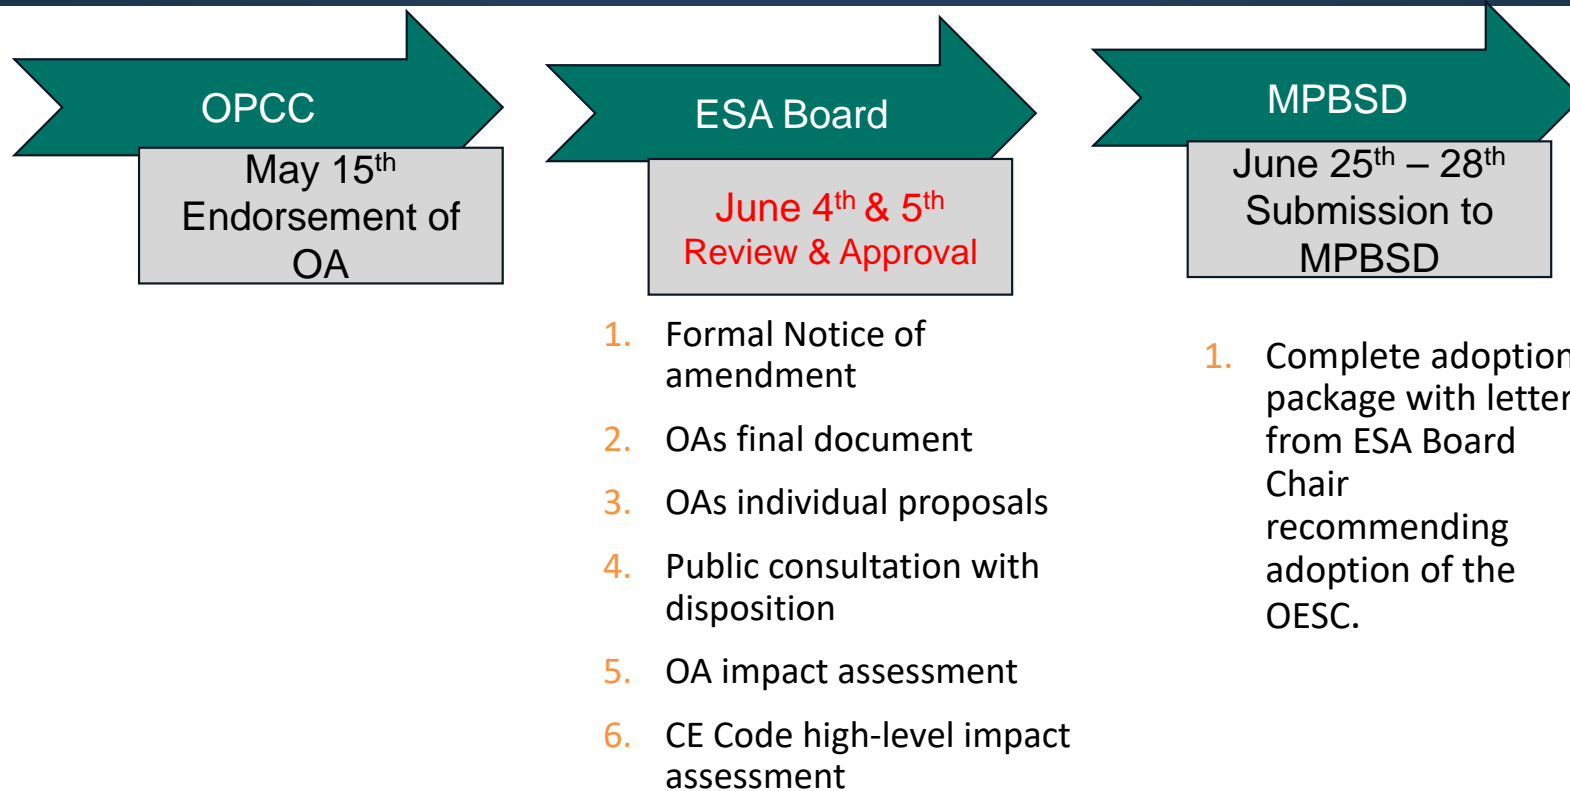 OPCC
May 15th
Endorsement of
OA
ESA Board
June 4th & 5th
Review & Approval
1. Formal Notice of
amendment
2. OAs final document
3. OAs individual proposals
4. Public consultation with
disposition
5. OA impact assessment
6. CE Code high-level impact
assessment
MPBSD
June 25th – 28th
Submission to
MPBSD
1. Complete adoption
package with letter
from ESA Board
Chair
recommending
adoption of the
OESC.